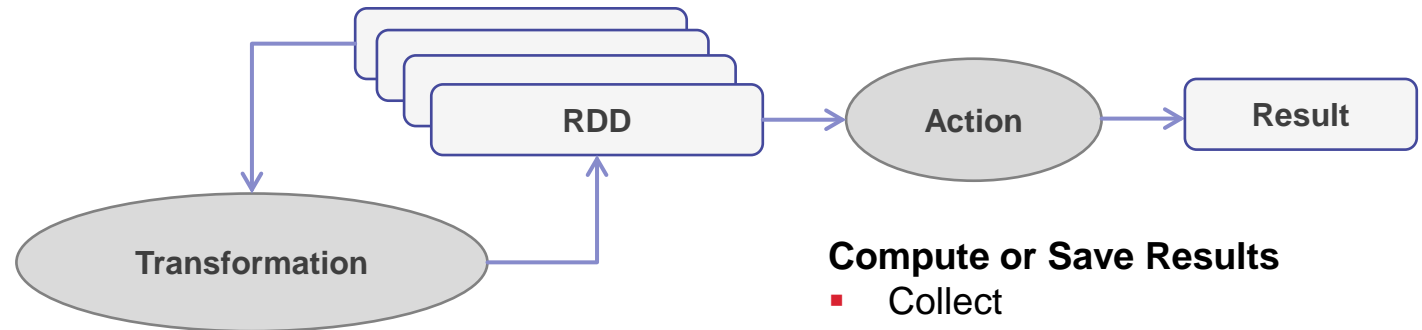 RDD
Action
Result
Transformation
Compute or Save Results
▪ Collect